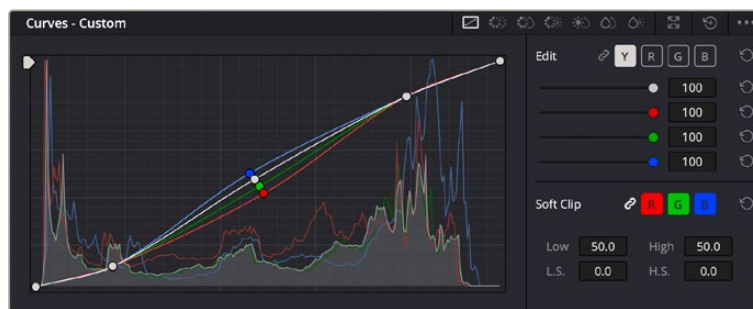 Curves - Custom
Edit Y R G B
100
100
100
100
Soft Clip R G B
Low 50.0 High 50.0
L.S. 0.0 H.S. 0.0